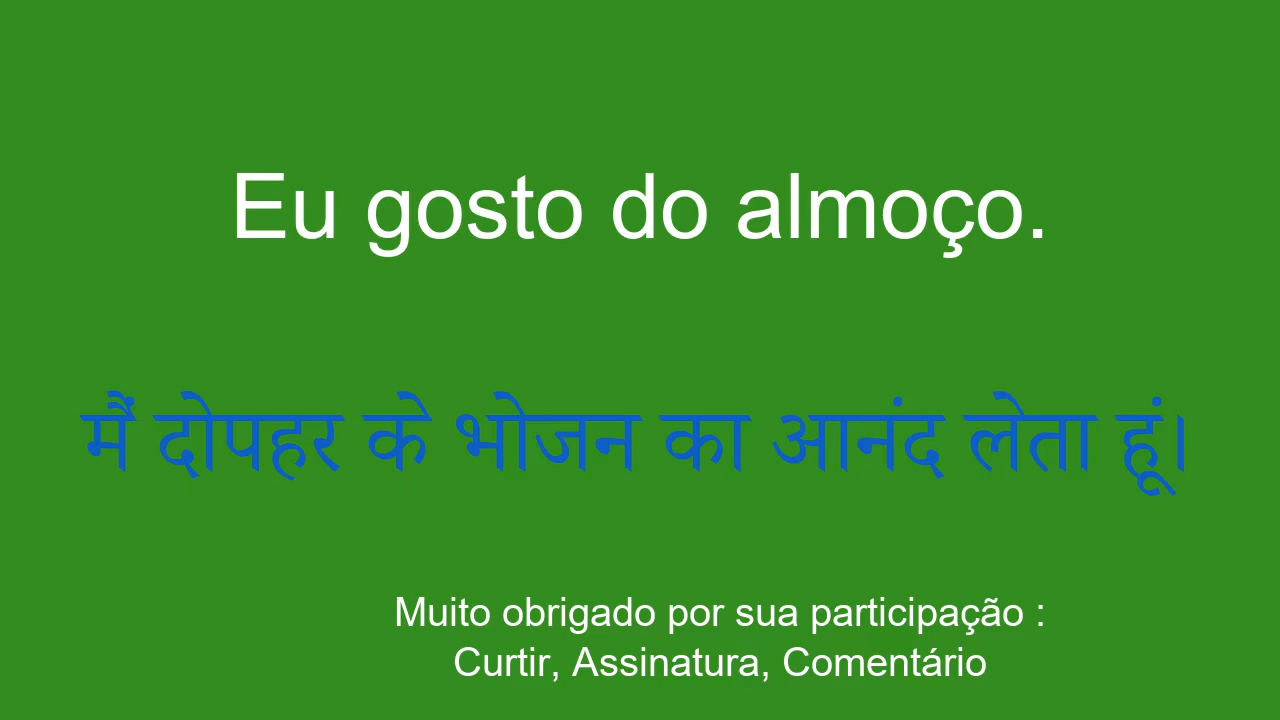 Eu gosto do almoço.
मैं दोपहर के भोजन का आनंद लेता हूं।
Muito obrigado por sua participação :
Curtir, Assinatura, Comentário